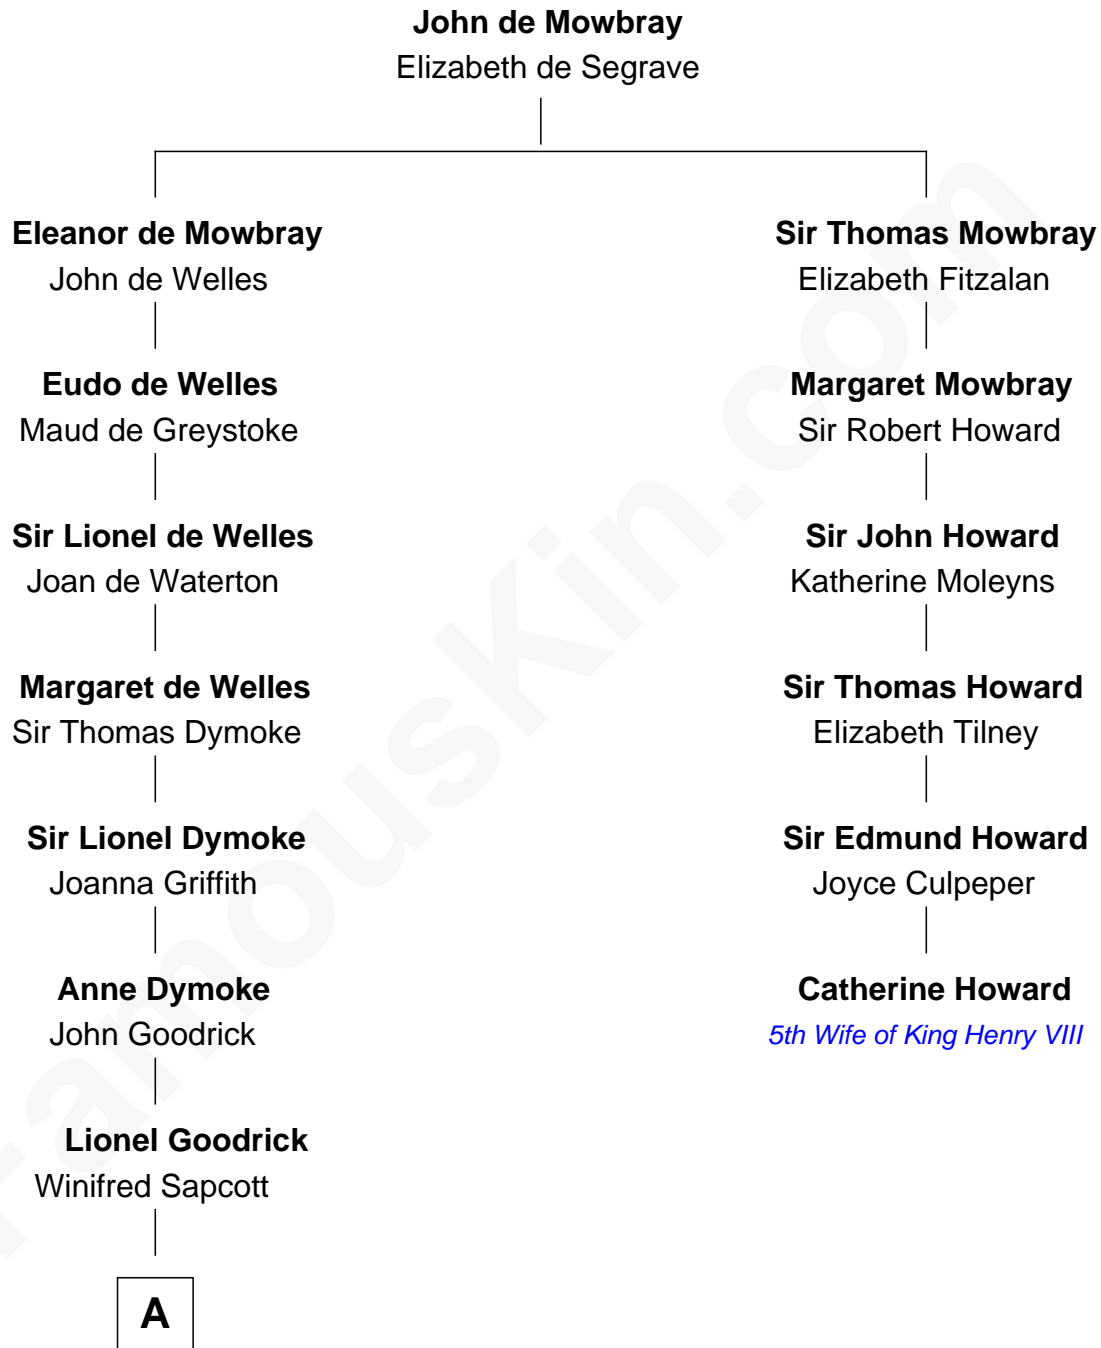 John de Mowbray
Elizabeth de Segrave
Eleanor de Mowbray
John de Welles
Sir Thomas Mowbray
Elizabeth Fitzalan
Eudo de Welles
Maud de Greystoke
Margaret Mowbray
Sir Robert Howard
Sir Lionel de Welles
Joan de Waterton
Sir John Howard
Katherine Moleyns
Margaret de Welles
Sir Thomas Dymoke
Sir Thomas Howard
Elizabeth Tilney
Sir Lionel Dymoke
Joanna Griffith
Sir Edmund Howard
Joyce Culpeper
Anne Dymoke
John Goodrick
Catherine Howard
5th Wife of King Henry VIII
Lionel Goodrick
Winifred Sapcott
A
FamousKin.com